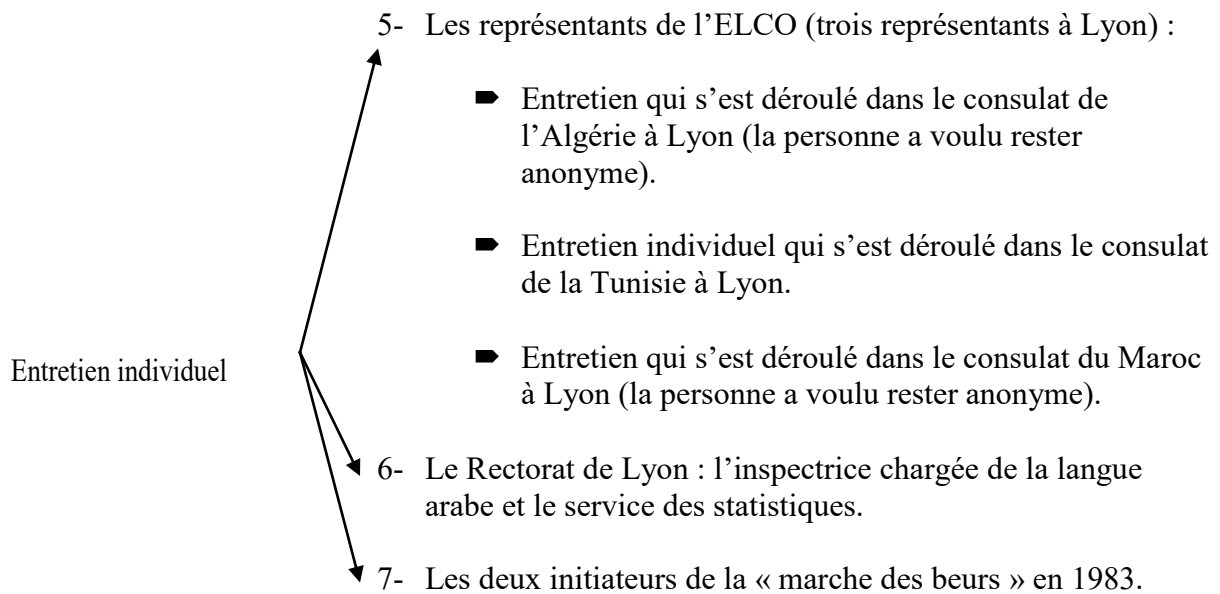 5- Les représentants de l’ELCO (trois représentants à Lyon) :
Entretien qui s’est déroulé dans le consulat de
l’Algérie à Lyon (la personne a voulu rester
anonyme).
Entretien individuel qui s’est déroulé dans le consulat
de la Tunisie à Lyon.
Entretien qui s’est déroulé dans le consulat du Maroc
à Lyon (la personne a voulu rester anonyme).
Entretien individuel
6- Le Rectorat de Lyon : l’inspectrice chargée de la langue
arabe et le service des statistiques.
7- Les deux initiateurs de la « marche des beurs » en 1983.